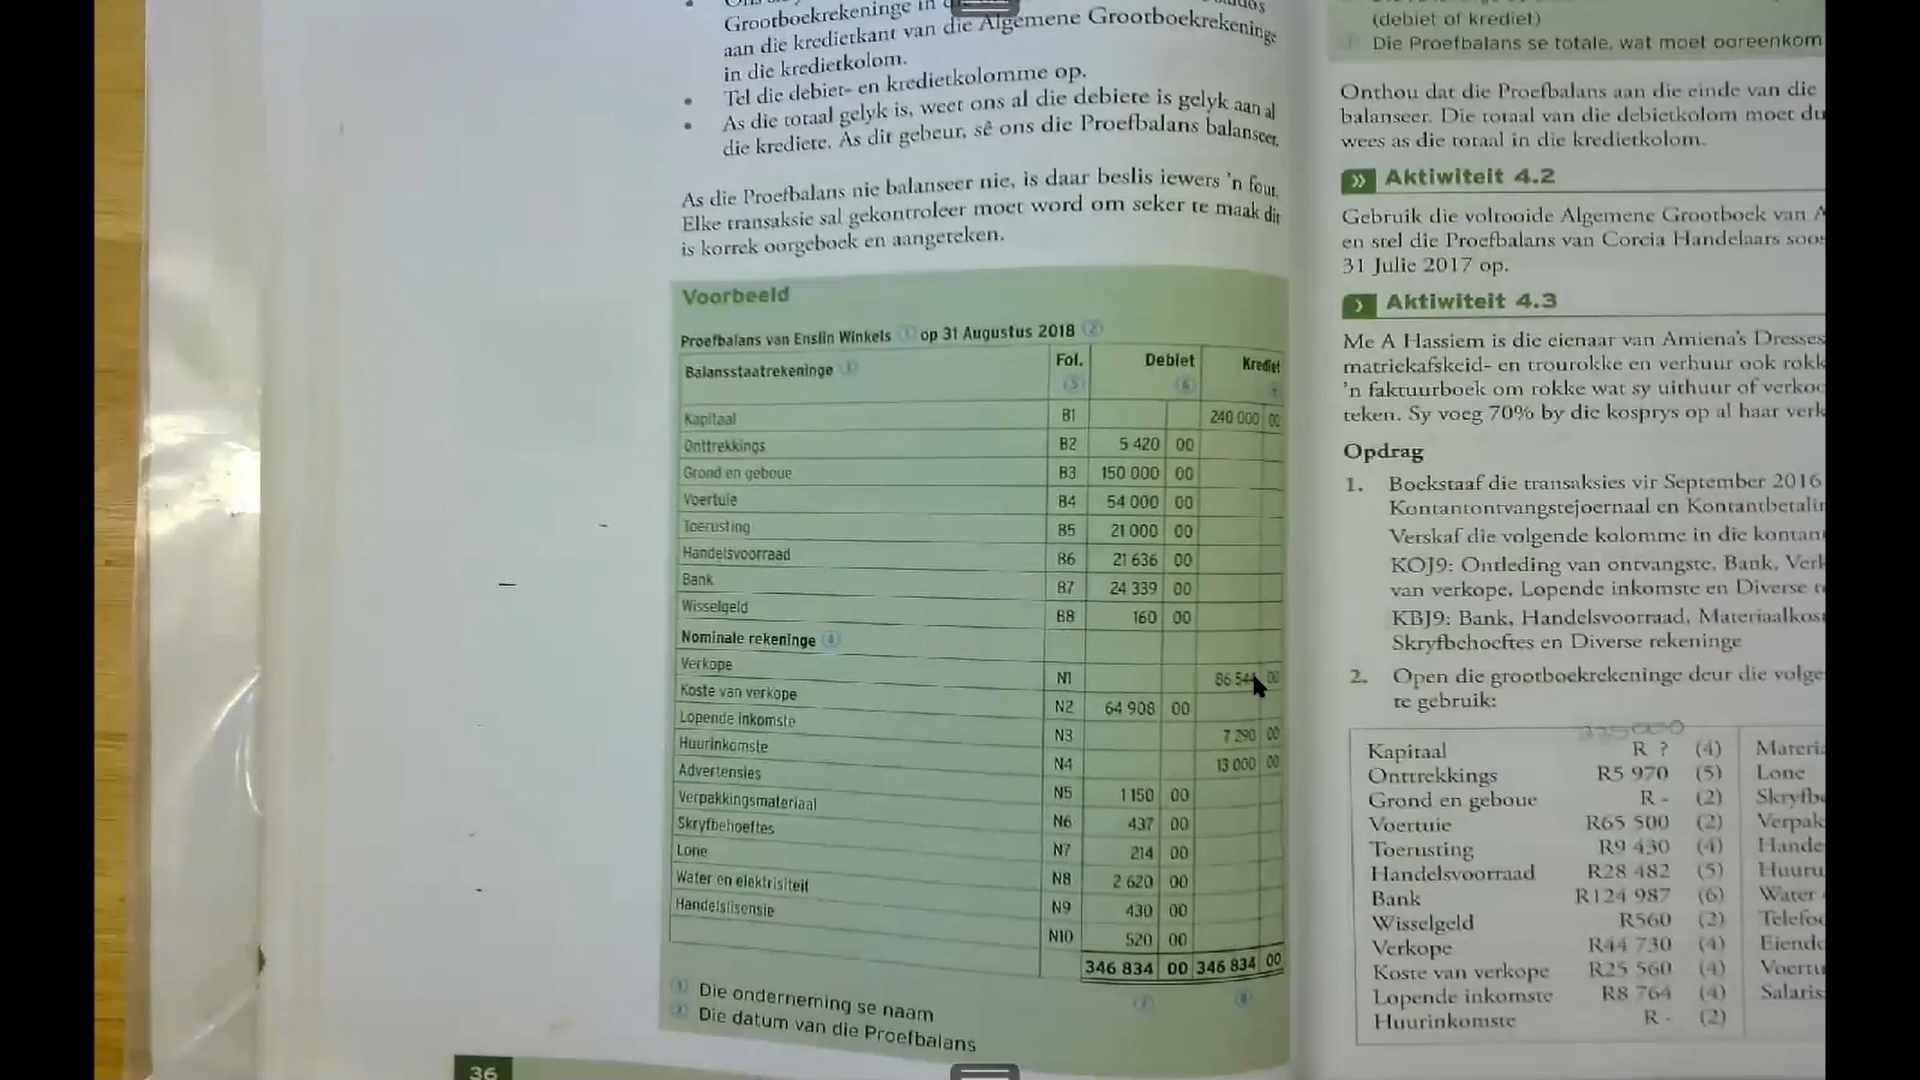 Grootboekrekeninge in
aan die kredietkant van die Algemene Grootboekrekeninge
in die kredietkolom.
• Tel die debiet- en kredietkolomme op.
• As die totaal gelyk is, weet ons al die debiete is gelyk aan al
die krediete. As dit gebeur, sê ons die Proefbalans balanseer.
As die Proefbalans nie balanseer nie, is daar beslis iewers 'n fout.
Elke transaksie sal gekontroleer moet word om seker te maak dit
is korrek oorgeboek en aangeteken.
Voorbeeld
Proefbalans van Enslin Winkels 1 op 31 Augustus 2018 2
Balansstaatrekeninge 3 Fol. 5 Debiet 6 Krediet
Kapitaal B1 240 000 00
Onttrekkings B2 5 420 00
Grond en geboue B3 150 000 00
Voertuie B4 54 000 00
Toerusting B5 21 000 00
Handelsvoorraad B6 21 636 00
Bank B7 24 339 00
Wisselgeld B8 160 00
Nominale rekeninge 4
Verkope N1 86 544 00
Koste van verkope N2 64 908 00
Lopende inkomste N3 7 290 00
Huurinkomste N4 13 000 00
Advertensies N5 1 150 00
Verpakkingsmateriaal N6 437 00
Skryfbehoeftes N7 214 00
Lone N8 2 620 00
Water en elektrisiteit N9 430 00
Handelslisensie N10 520 00
346 834 00 346 834 00
1 Die onderneming se naam
2 Die datum van die Proefbalans
36
(debiet of krediet)
7 Die Proefbalans se totale, wat moet ooreenkom
Onthou dat die Proefbalans aan die einde van die
balanseer. Die totaal van die debietkolom moet
wees as die totaal in die kredietkolom.
» Aktiwiteit 4.2
Gebruik die voltooide Algemene Grootboek van A
en stel die Proefbalans van Corcia Handelaars
31 Julie 2017 op.
› Aktiwiteit 4.3
Me A Hassiem is die eienaar van Amiena's Dresses
matriekafskeid- en trourokke en verhuur ook
'n faktuurboek om rokke wat sy uithuur of
teken. Sy voeg 70% by die kosprys op al haar
Opdrag
1. Boekstaaf die transaksies vir September 2016
Kontantontvangstejoernaal en
Verskaf die volgende kolomme in die
KOJ9: Ontleding van ontvangste, Bank,
van verkope, Lopende inkomste en Diverse
KBJ9: Bank, Handelsvoorraad,
Skryfbehoeftes en Diverse rekeninge
2. Open die grootboekrekeninge deur die
te gebruik:
Kapitaal R ? (4)
Onttrekkings R5 970 (5) Lone
Grond en geboue R - (2)
Voertuie R65 500 (2)
Toerusting R9 430 (4)
Handelsvoorraad R28 482 (5)
Bank R124 987 (6) Water
Wisselgeld R560 (2)
Verkope R44 730 (4)
Koste van verkope R25 560 (4)
Lopende inkomste R8 764 (4)
Huurinkomste R - (2)